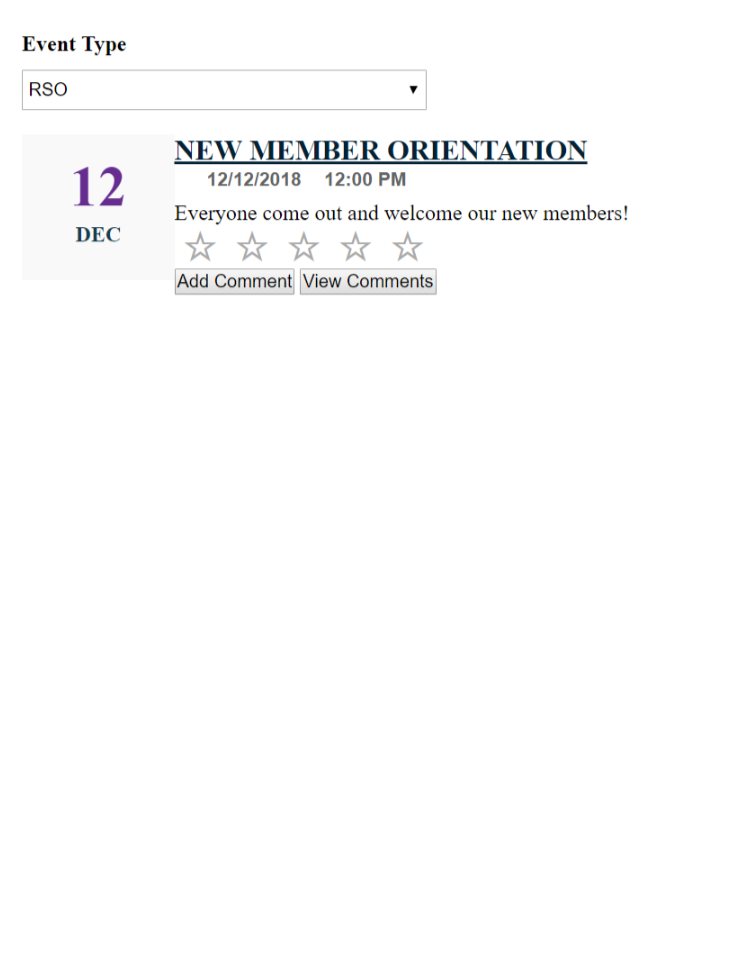 Event Type
RSO
12
DEC
NEW MEMBER ORIENTATION
12/12/2018 12:00 PM
Everyone come out and welcome our new members!
Add Comment View Comments